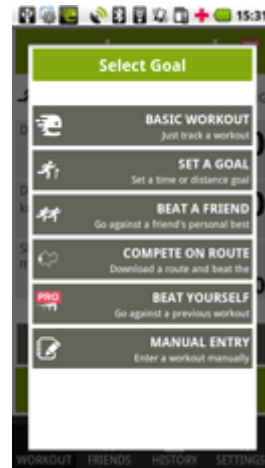 15:31
Select Goal
BASIC WORKOUT
Just track a workout
SET A GOAL
Set a time or distance goal
BEAT A FRIEND
Go against a friend's personal best
COMPETE ON ROUTE
Download a route and beat the
PRO
BEAT YOURSELF
Go against a previous workout
MANUAL ENTRY
Enter a workout manually
WORKOUT FRIENDS HISTORY SETTINGS